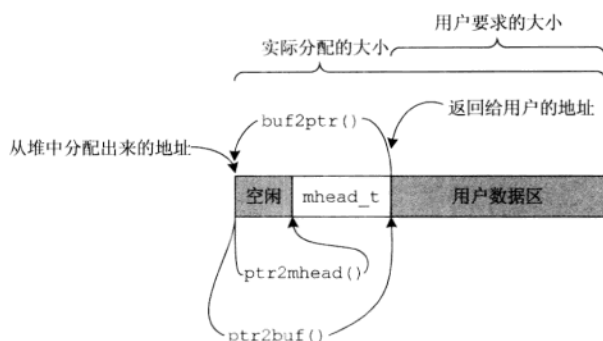 用户要求的大小
实际分配的大小
buf2ptr()
返回给用户的地址
从堆中分配出来的地址
空闲
mhead_t
用户数据区
ptr2mhead()
ptr2buf()